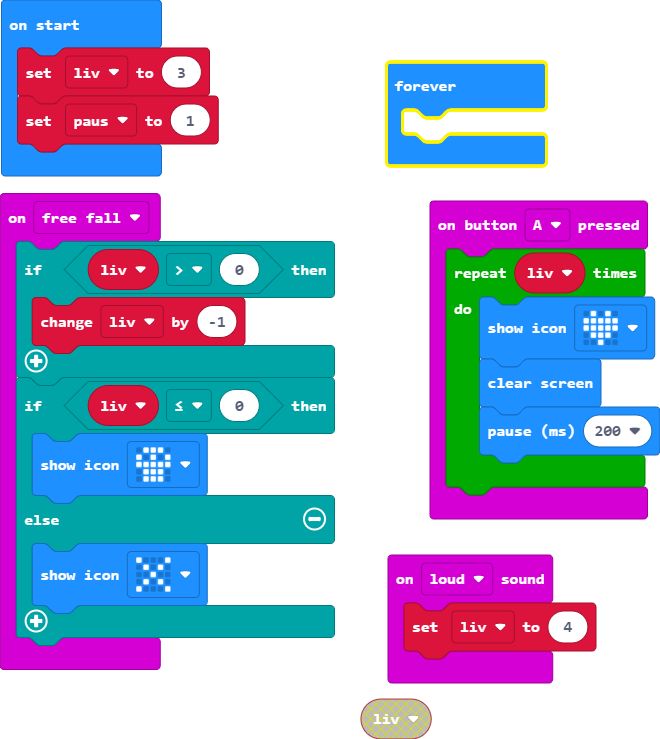 on start
set liv to 3
set paus to 1
forever
on free fall
if liv > 0 then
change liv by -1
if liv ≤ 0 then
show icon
else
show icon
on button A pressed
repeat liv times
do
show icon
clear screen
pause (ms) 200
on loud sound
set liv to 4
liv